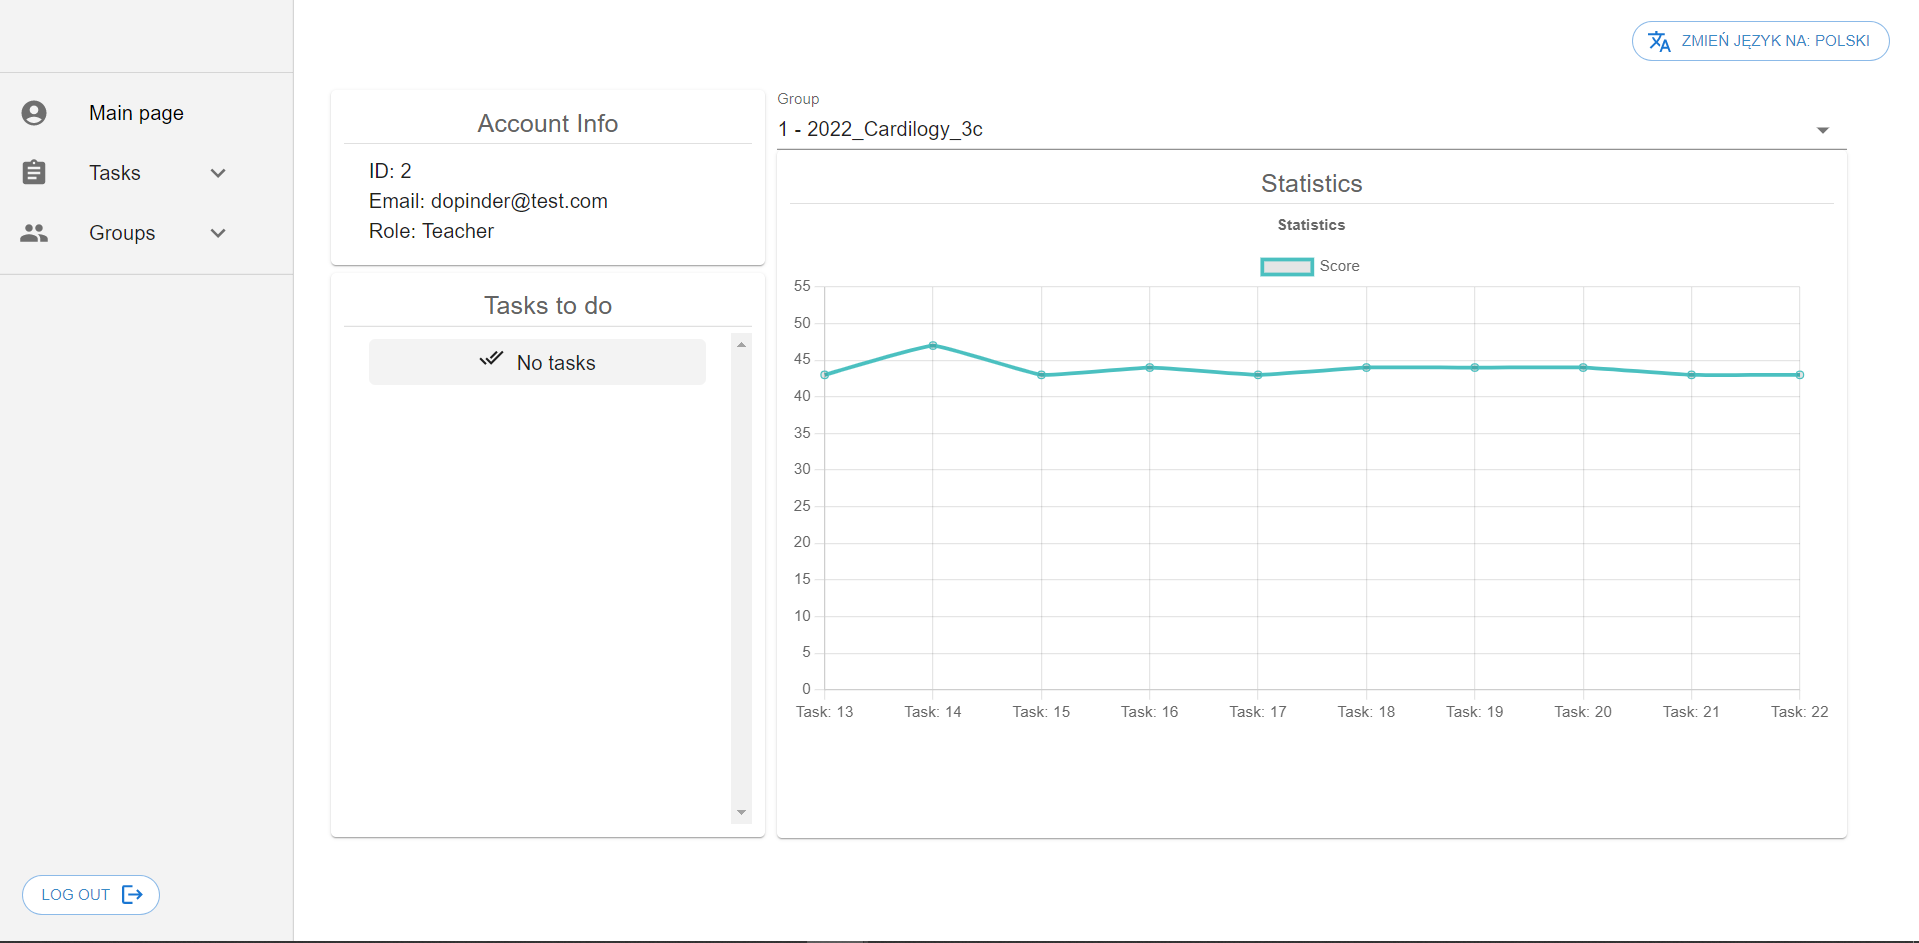 ZMIEŃ JĘZYK NA: POLSKI
Main page
Tasks
Groups
LOG OUT
Account Info
ID: 2
Email: dopinder@test.com
Role: Teacher
Tasks to do
No tasks
Group
1 - 2022_Cardilogy_3c
Statistics
Statistics
Score
55
50
45
40
35
30
25
20
15
10
5
0
Task: 13 Task: 14 Task: 15 Task: 16 Task: 17 Task: 18 Task: 19 Task: 20 Task: 21 Task: 22